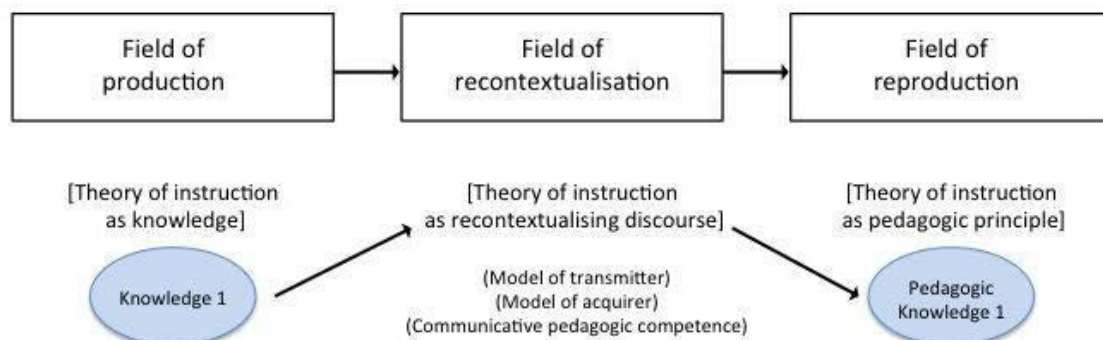 Field of
production
Field of
recontextualisation
Field of
reproduction
[Theory of instruction
as knowledge]
[Theory of instruction
as recontextualising discourse]
[Theory of instruction
as pedagogic principle]
Knowledge 1
(Model of transmitter)
(Model of acquirer)
(Communicative pedagogic competence)
Pedagogic
Knowledge 1